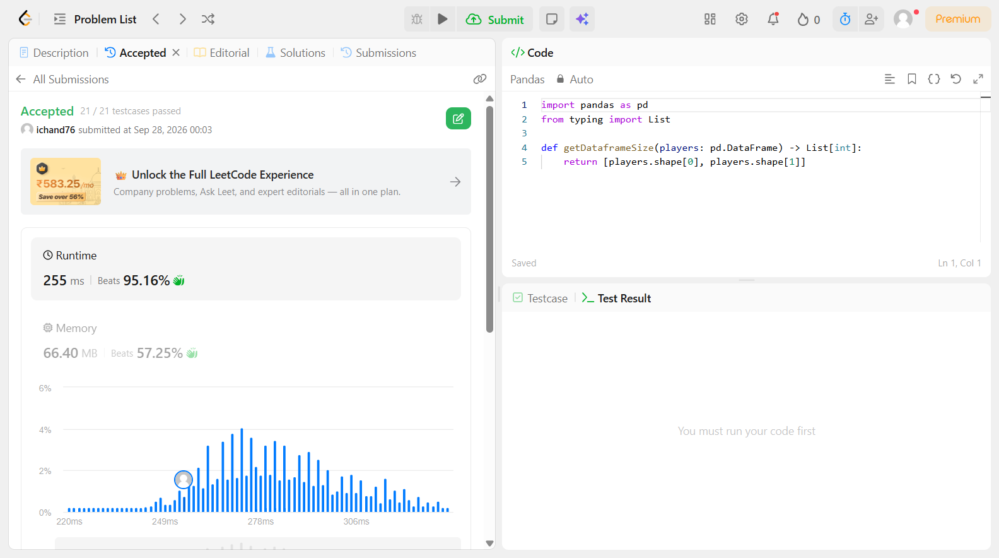 Problem List
Submit
0
Premium
Description
Accepted
Editorial
Solutions
Submissions
All Submissions
Accepted 21 / 21 testcases passed
ichand76 submitted at Sep 28, 2026 00:03
₹583.25/mo
Save over 56%
Unlock the Full LeetCode Experience
Company problems, Ask Leet, and expert editorials — all in one plan.
Runtime
255 ms Beats 95.16%
Memory
66.40 MB Beats 57.25%
6%
4%
2%
0%
220ms 249ms 278ms 306ms
Code
Pandas Auto
1 import pandas as pd
2 from typing import List
3
4 def getDataframeSize(players: pd.DataFrame) -> List[int]:
5     return [players.shape[0], players.shape[1]]
Saved
Ln 1, Col 1
Testcase
Test Result
You must run your code first